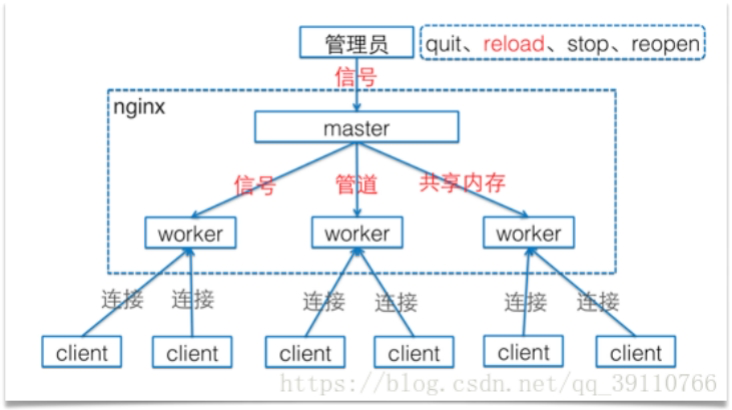 管理员 quit、reload、stop、reopen
信号
nginx
master
信号 管道 共享内存
worker worker worker
连接 连接 连接 连接 连接 连接
client client client client client client
https://blog.csdn.net/qq_39110766